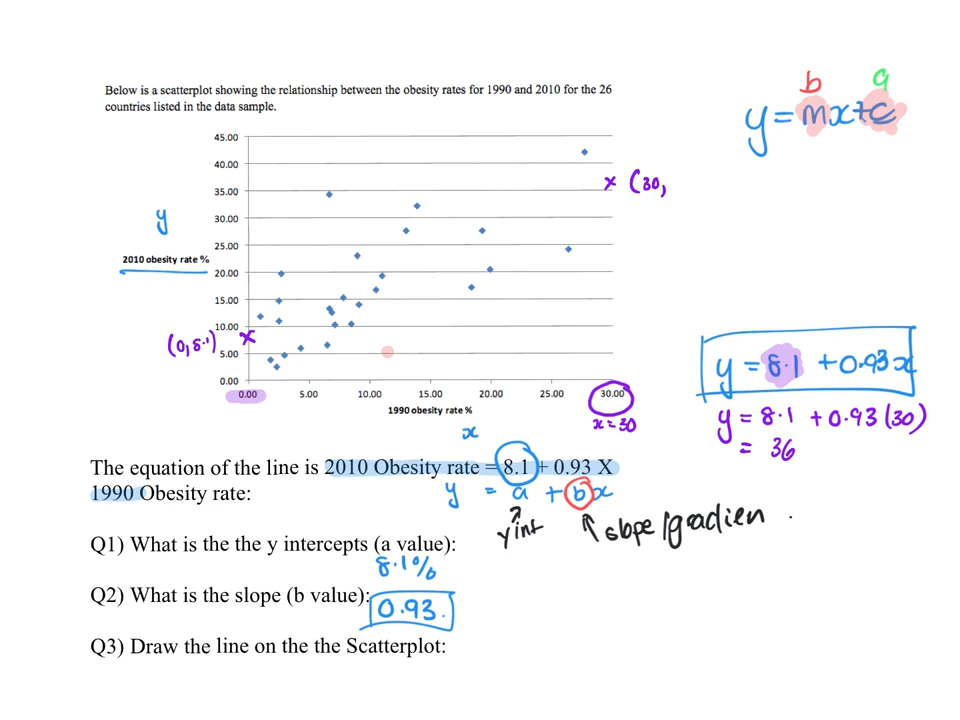 Below is a scatterplot showing the relationship between the obesity rates for 1990 and 2010 for the 26
countries listed in the data sample.
b a
y = mx+c
45.00
40.00
35.00
30.00
25.00
20.00
15.00
10.00
5.00
0.00
x (30,
y
2010 obesity rate %
(0,8.1) x
0.00 5.00 10.00 15.00 20.00 25.00 30.00
1990 obesity rate %
x = 30
x
y = 8.1 + 0.93x
y = 8.1 + 0.93 (30)
= 36
The equation of the line is 2010 Obesity rate = 8.1 + 0.93 X
1990 Obesity rate:
y = a + bx
y int
slope/gradien .
Q1) What is the the y intercepts (a value):
8.1%
Q2) What is the slope (b value):
0.93.
Q3) Draw the line on the the Scatterplot: